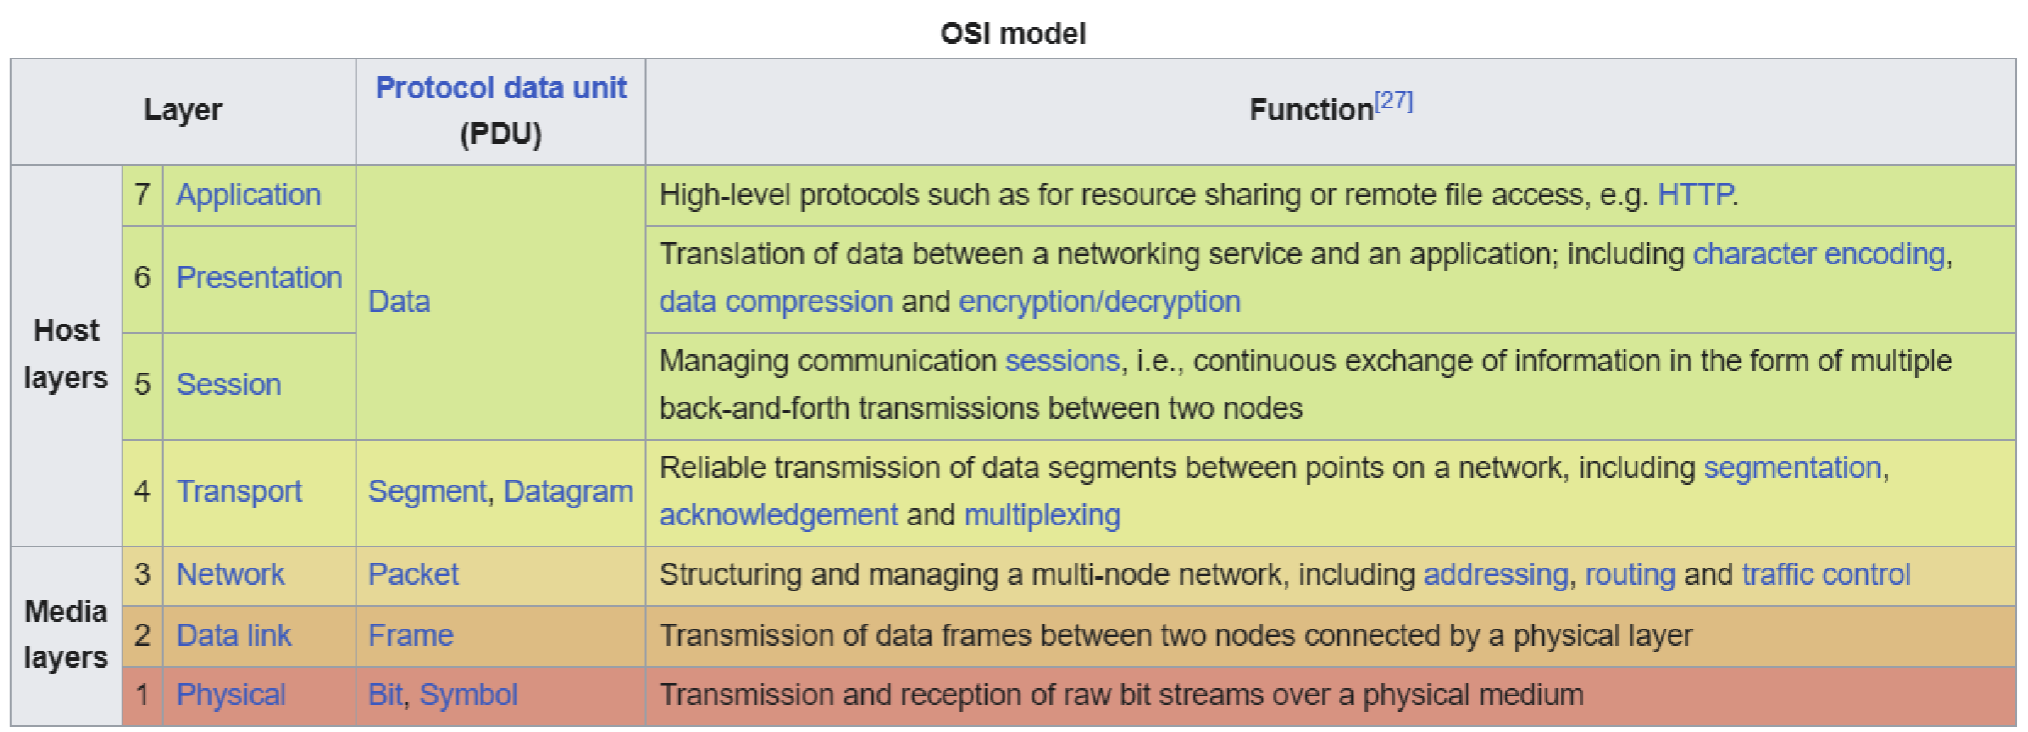 OSI model
Layer
Protocol data unit
(PDU)
Function[27]
Host
layers
7 Application
Data
High-level protocols such as for resource sharing or remote file access, e.g. HTTP.
6 Presentation
Translation of data between a networking service and an application; including character encoding,
data compression and encryption/decryption
5 Session
Managing communication sessions, i.e., continuous exchange of information in the form of multiple
back-and-forth transmissions between two nodes
4 Transport
Segment, Datagram
Reliable transmission of data segments between points on a network, including segmentation,
acknowledgement and multiplexing
Media
layers
3 Network
Packet
Structuring and managing a multi-node network, including addressing, routing and traffic control
2 Data link
Frame
Transmission of data frames between two nodes connected by a physical layer
1 Physical
Bit, Symbol
Transmission and reception of raw bit streams over a physical medium